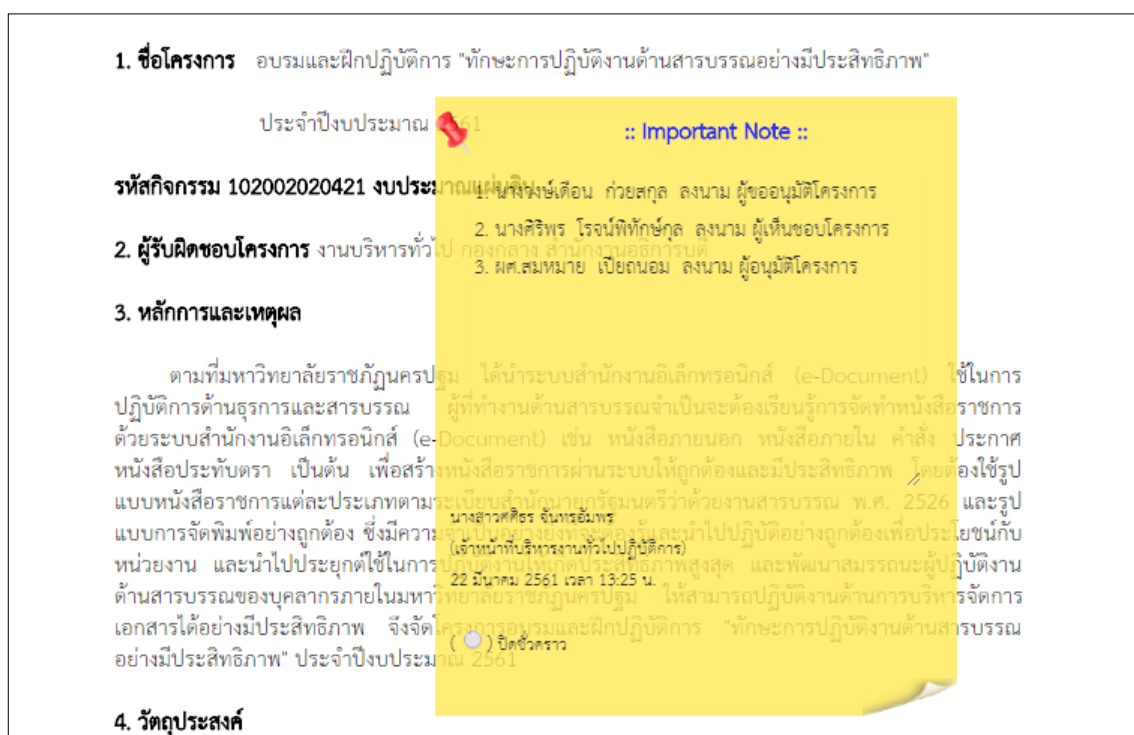 1. ชื่อโครงการ อบรมและฝึกปฏิบัติการ "ทักษะการปฏิบัติงานด้านสารบรรณอย่างมีประสิทธิภาพ"
ประจำปีงบประมาณ 2561
:: Important Note ::
รหัสกิจกรรม 102002020421 งบประมาณแผ่นดิน
1. นางวงษ์เดือน ก่วยสกุล ลงนาม ผู้ขออนุมัติโครงการ
2. นางศิริพร โรจน์พิทักษ์กุล ลงนาม ผู้เห็นชอบโครงการ
2. ผู้รับผิดชอบโครงการ งานบริหารทั่วไป กองกลาง สำนักงานอธิการบดี
3. ผศ.สมหมาย เปียถนอม ลงนาม ผู้อนุมัติโครงการ
3. หลักการและเหตุผล
ตามที่มหาวิทยาลัยราชภัฏนครปฐม ได้นำระบบสำนักงานอิเล็กทรอนิกส์ (e-Document) ใช้ในการ
ปฏิบัติการด้านธุรการและสารบรรณ ผู้ที่ทำงานด้านสารบรรณจำเป็นจะต้องเรียนรู้การจัดทำหนังสือราชการ
ด้วยระบบสำนักงานอิเล็กทรอนิกส์ (e-Document) เช่น หนังสือภายนอก หนังสือภายใน คำสั่ง ประกาศ
หนังสือประทับตรา เป็นต้น เพื่อสร้างหนังสือราชการผ่านระบบให้ถูกต้องและมีประสิทธิภาพ โดยต้องใช้รูป
แบบหนังสือราชการแต่ละประเภทตามระเบียบสำนักนายกรัฐมนตรีว่าด้วยงานสารบรรณ พ.ศ. 2526 และรูป
นางสาวศศิธร จันทรอัมพร
แบบการจัดพิมพ์อย่างถูกต้อง ซึ่งมีความจำเป็นอย่างยิ่งที่จะต้องรู้และนำไปปฏิบัติอย่างถูกต้องเพื่อประโยชน์กับ
(เจ้าหน้าที่บริหารงานทั่วไปปฏิบัติการ)
หน่วยงาน และนำไปประยุกต์ใช้ในการปฏิบัติงานให้เกิดประสิทธิภาพสูงสุด และพัฒนาสมรรถนะผู้ปฏิบัติงาน
22 มีนาคม 2561 เวลา 13:25 น.
ด้านสารบรรณของบุคลากรภายในมหาวิทยาลัยราชภัฏนครปฐม ให้สามารถปฏิบัติงานด้านการบริหารจัดการ
เอกสารได้อย่างมีประสิทธิภาพ จึงจัดโครงการอบรมและฝึกปฏิบัติการ "ทักษะการปฏิบัติงานด้านสารบรรณ
( ) ปิดชั่วคราว
อย่างมีประสิทธิภาพ" ประจำปีงบประมาณ 2561
4. วัตถุประสงค์